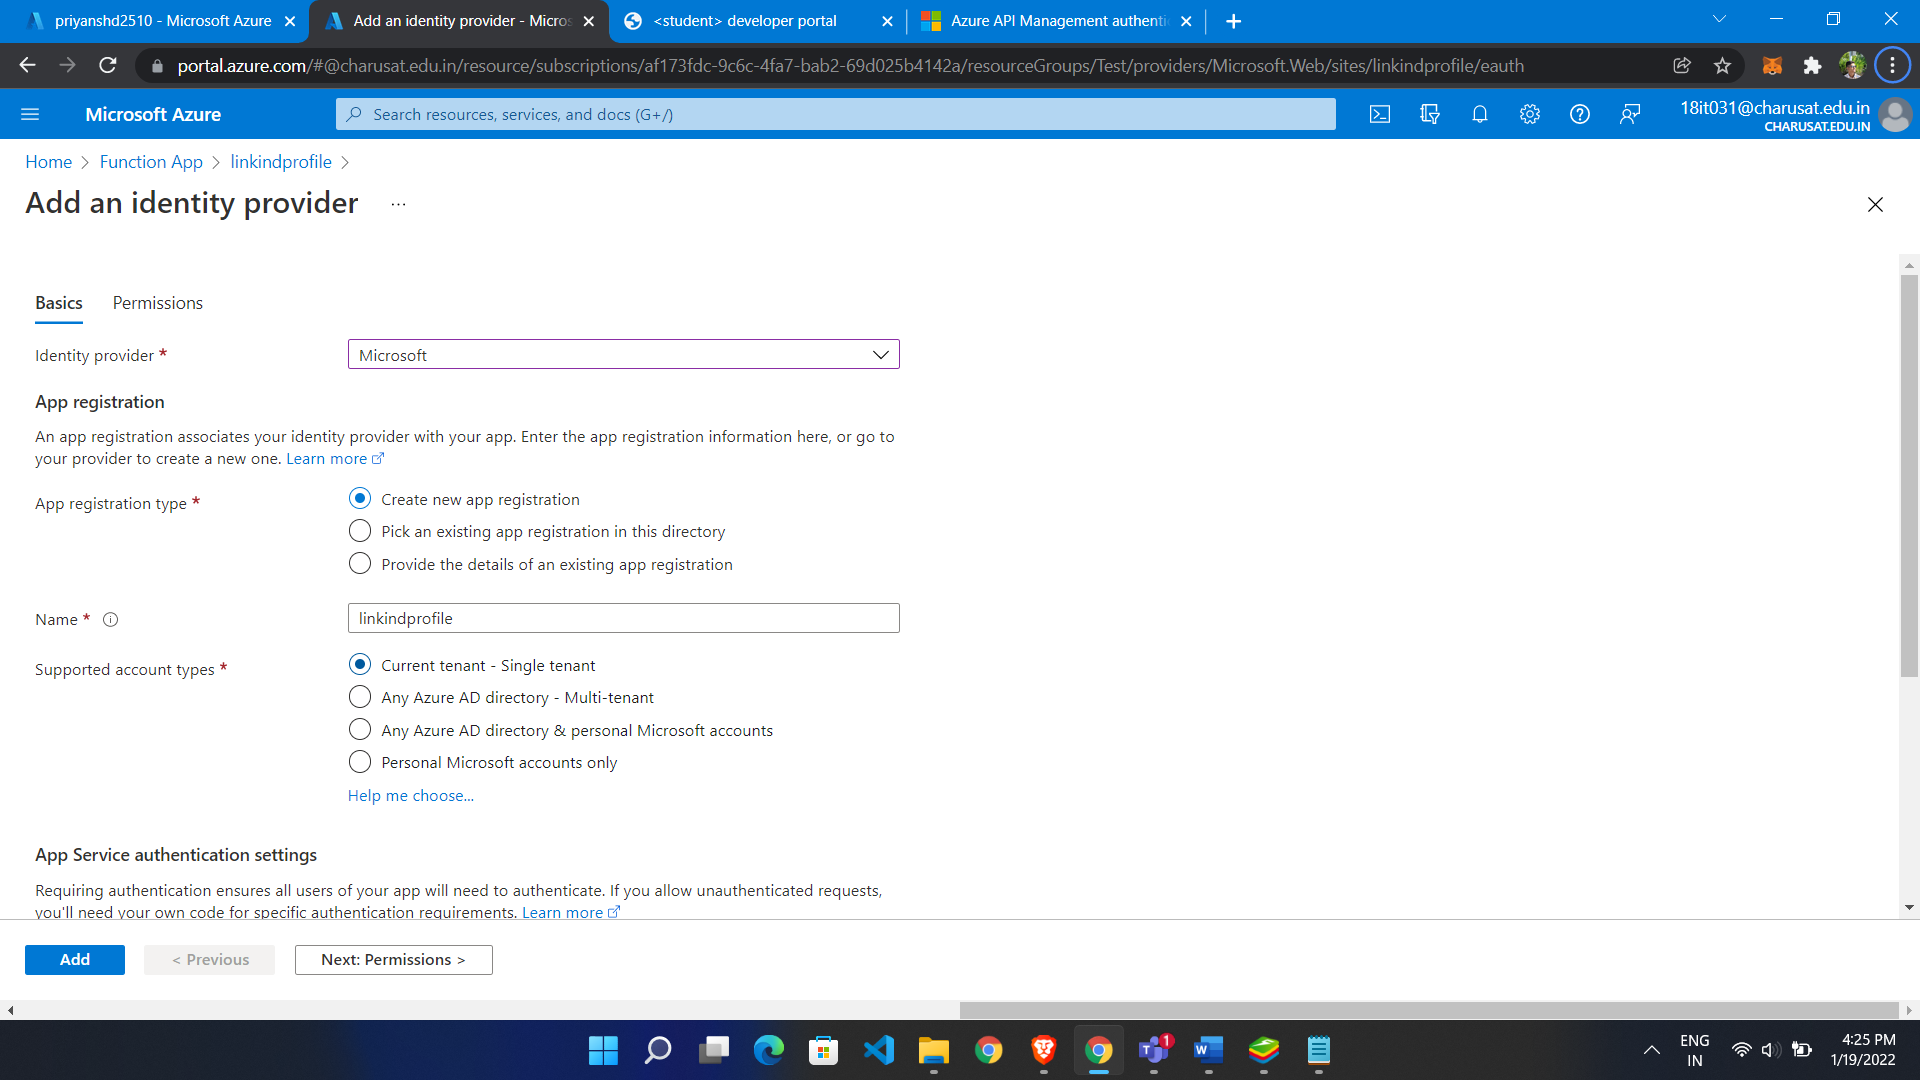 priyanshd2510 - Microsoft Azure
Add an identity provider - Micros
<student> developer portal
Azure API Management authenti
portal.azure.com/#@charusat.edu.in/resource/subscriptions/af173fdc-9c6c-4fa7-bab2-69d025b4142a/resourceGroups/Test/providers/Microsoft.Web/sites/linkindprofile/eauth
Microsoft Azure
Search resources, services, and docs (G+/)
18it031@charusat.edu.in
CHARUSAT.EDU.IN
Home > Function App > linkindprofile >
Add an identity provider ...
Basics
Permissions
Identity provider *
Microsoft
App registration
An app registration associates your identity provider with your app. Enter the app registration information here, or go to
your provider to create a new one. Learn more
App registration type *
Create new app registration
Pick an existing app registration in this directory
Provide the details of an existing app registration
Name *
linkindprofile
Supported account types *
Current tenant - Single tenant
Any Azure AD directory - Multi-tenant
Any Azure AD directory & personal Microsoft accounts
Personal Microsoft accounts only
Help me choose...
App Service authentication settings
Requiring authentication ensures all users of your app will need to authenticate. If you allow unauthenticated requests,
you'll need your own code for specific authentication requirements. Learn more
Add
< Previous
Next: Permissions >
1
ENG
IN
4:25 PM
1/19/2022